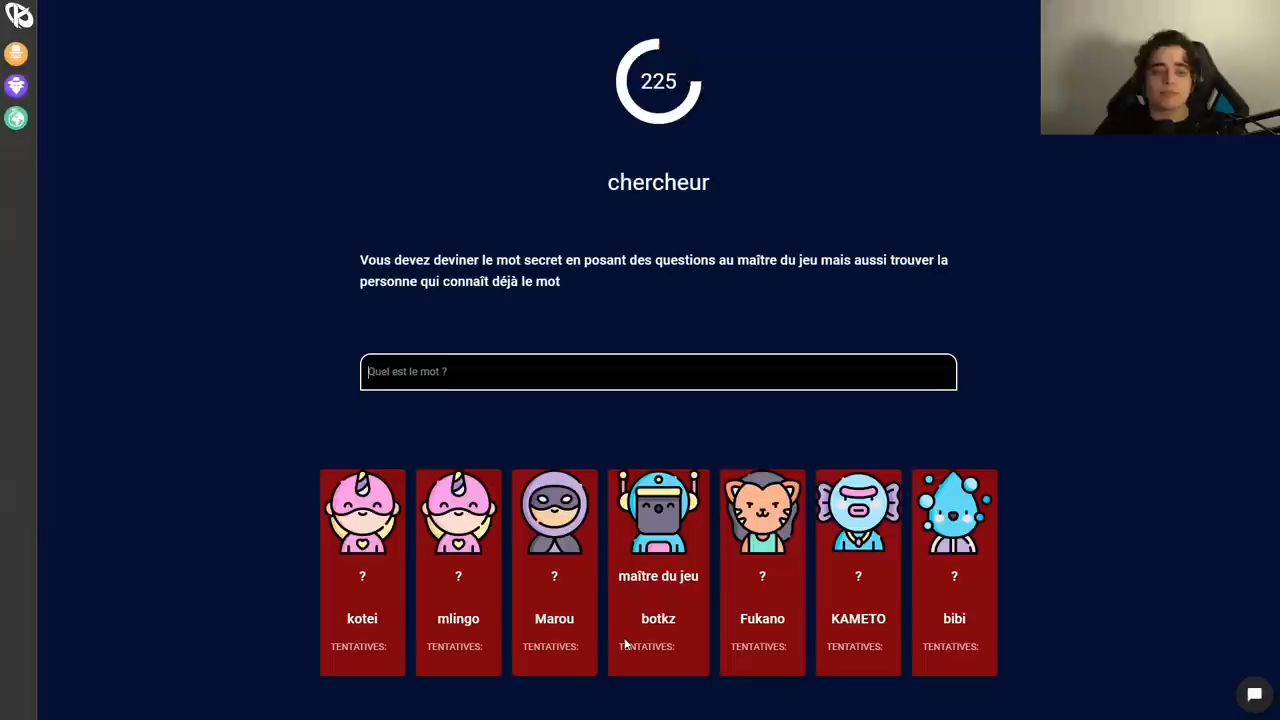 225
chercheur
Vous devez deviner le mot secret en posant des questions au maître du jeu mais aussi trouver la
personne qui connaît déjà le mot
Quel est le mot ?
? ? ? maître du jeu ? ? ?
kotei mlingo Marou botkz Fukano KAMETO bibi
TENTATIVES: TENTATIVES: TENTATIVES: TENTATIVES: TENTATIVES: TENTATIVES: TENTATIVES: